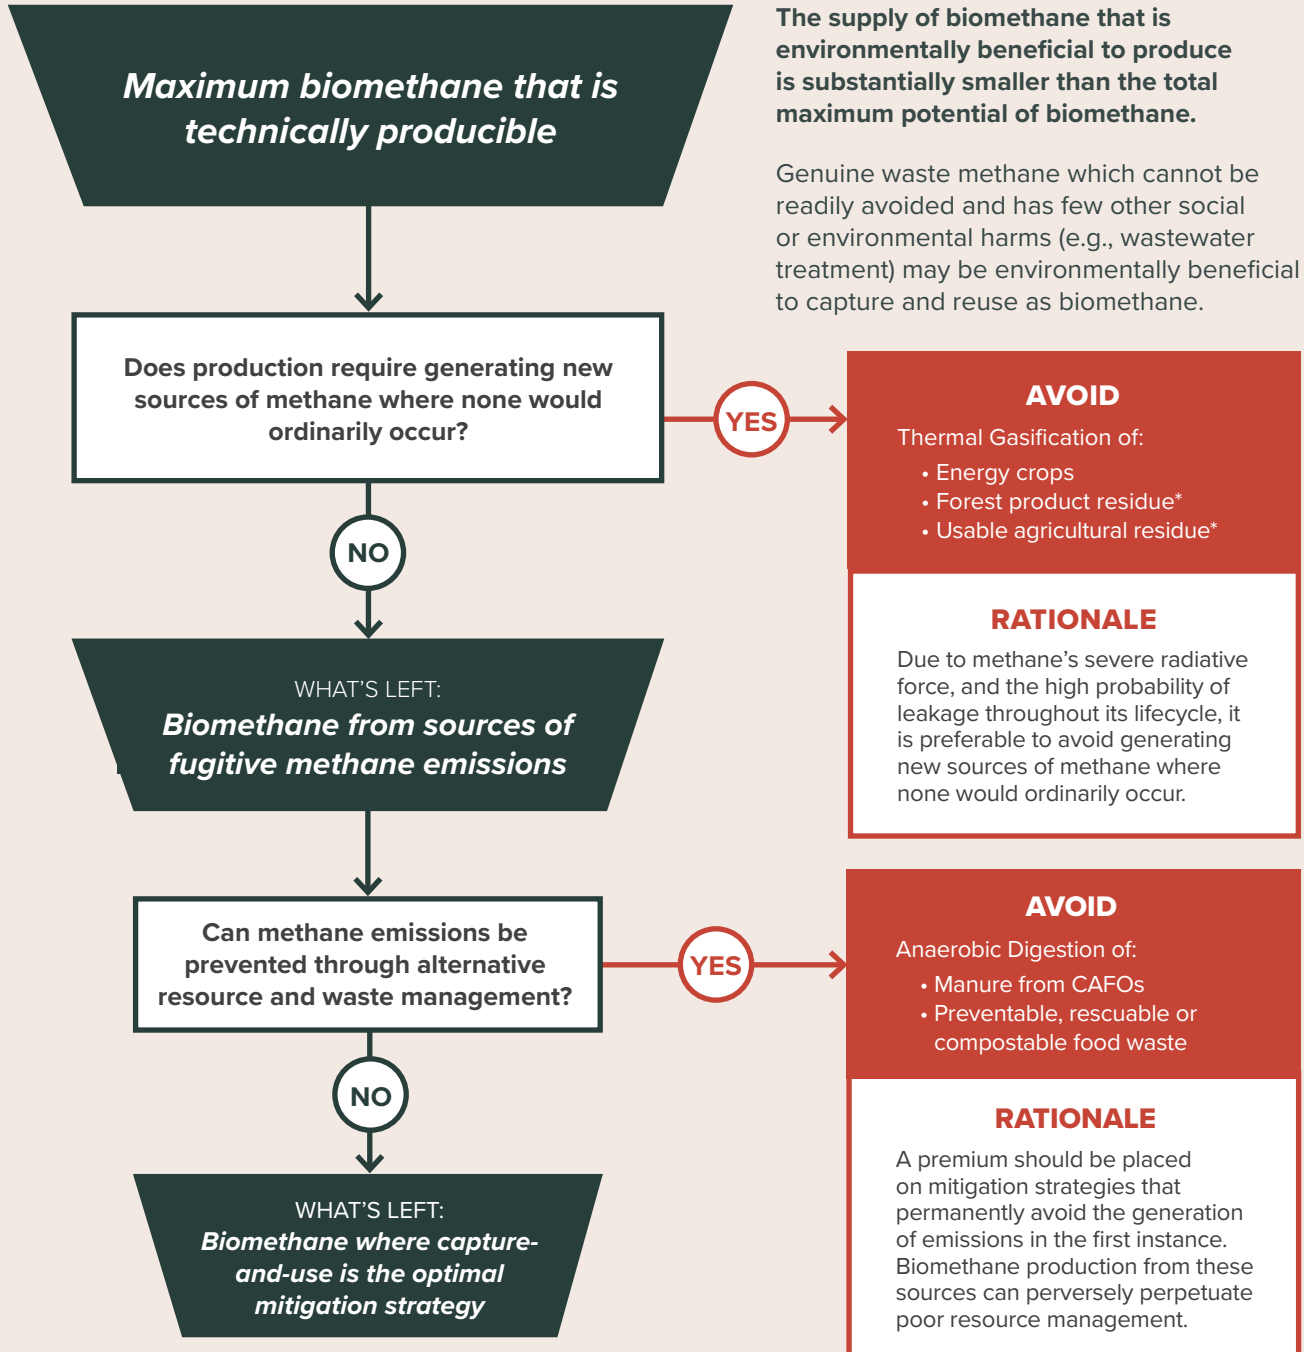 Maximum biomethane that is
technically producible
The supply of biomethane that is
environmentally beneficial to produce
is substantially smaller than the total
maximum potential of biomethane.
Genuine waste methane which cannot be
readily avoided and has few other social
or environmental harms (e.g., wastewater
treatment) may be environmentally beneficial
to capture and reuse as biomethane.
Does production require generating new
sources of methane where none would
ordinarily occur?
YES
AVOID
Thermal Gasification of:
• Energy crops
• Forest product residue*
• Usable agricultural residue*
RATIONALE
Due to methane’s severe radiative
force, and the high probability of
leakage throughout its lifecycle, it
is preferable to avoid generating
new sources of methane where
none would ordinarily occur.
NO
WHAT’S LEFT:
Biomethane from sources of
fugitive methane emissions
Can methane emissions be
prevented through alternative
resource and waste management?
YES
AVOID
Anaerobic Digestion of:
• Manure from CAFOs
• Preventable, rescuable or
compostable food waste
RATIONALE
A premium should be placed
on mitigation strategies that
permanently avoid the generation
of emissions in the first instance.
Biomethane production from these
sources can perversely perpetuate
poor resource management.
NO
WHAT’S LEFT:
Biomethane where capture-
and-use is the optimal
mitigation strategy